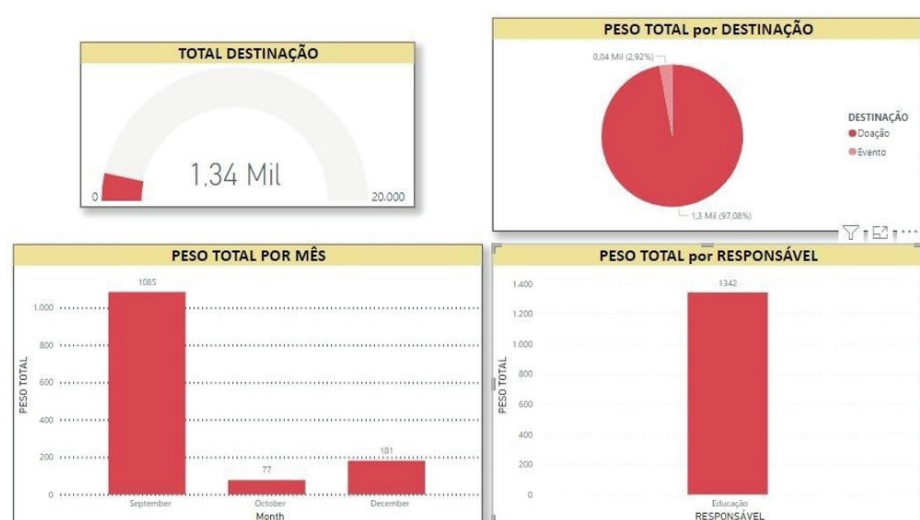 TOTAL DESTINAÇÃO
1,34 Mil
0
20.000
PESO TOTAL por DESTINAÇÃO
0,04 Mil (2,92%)
1,3 Mil (97,08%)
DESTINAÇÃO
Doação
Evento
PESO TOTAL POR MÊS
PESO TOTAL
1.000
800
600
400
200
0
1085
77
181
September
October
December
Month
PESO TOTAL por RESPONSÁVEL
PESO TOTAL
1.400
1.200
1.000
800
600
400
200
0
1342
Educação
RESPONSÁVEL